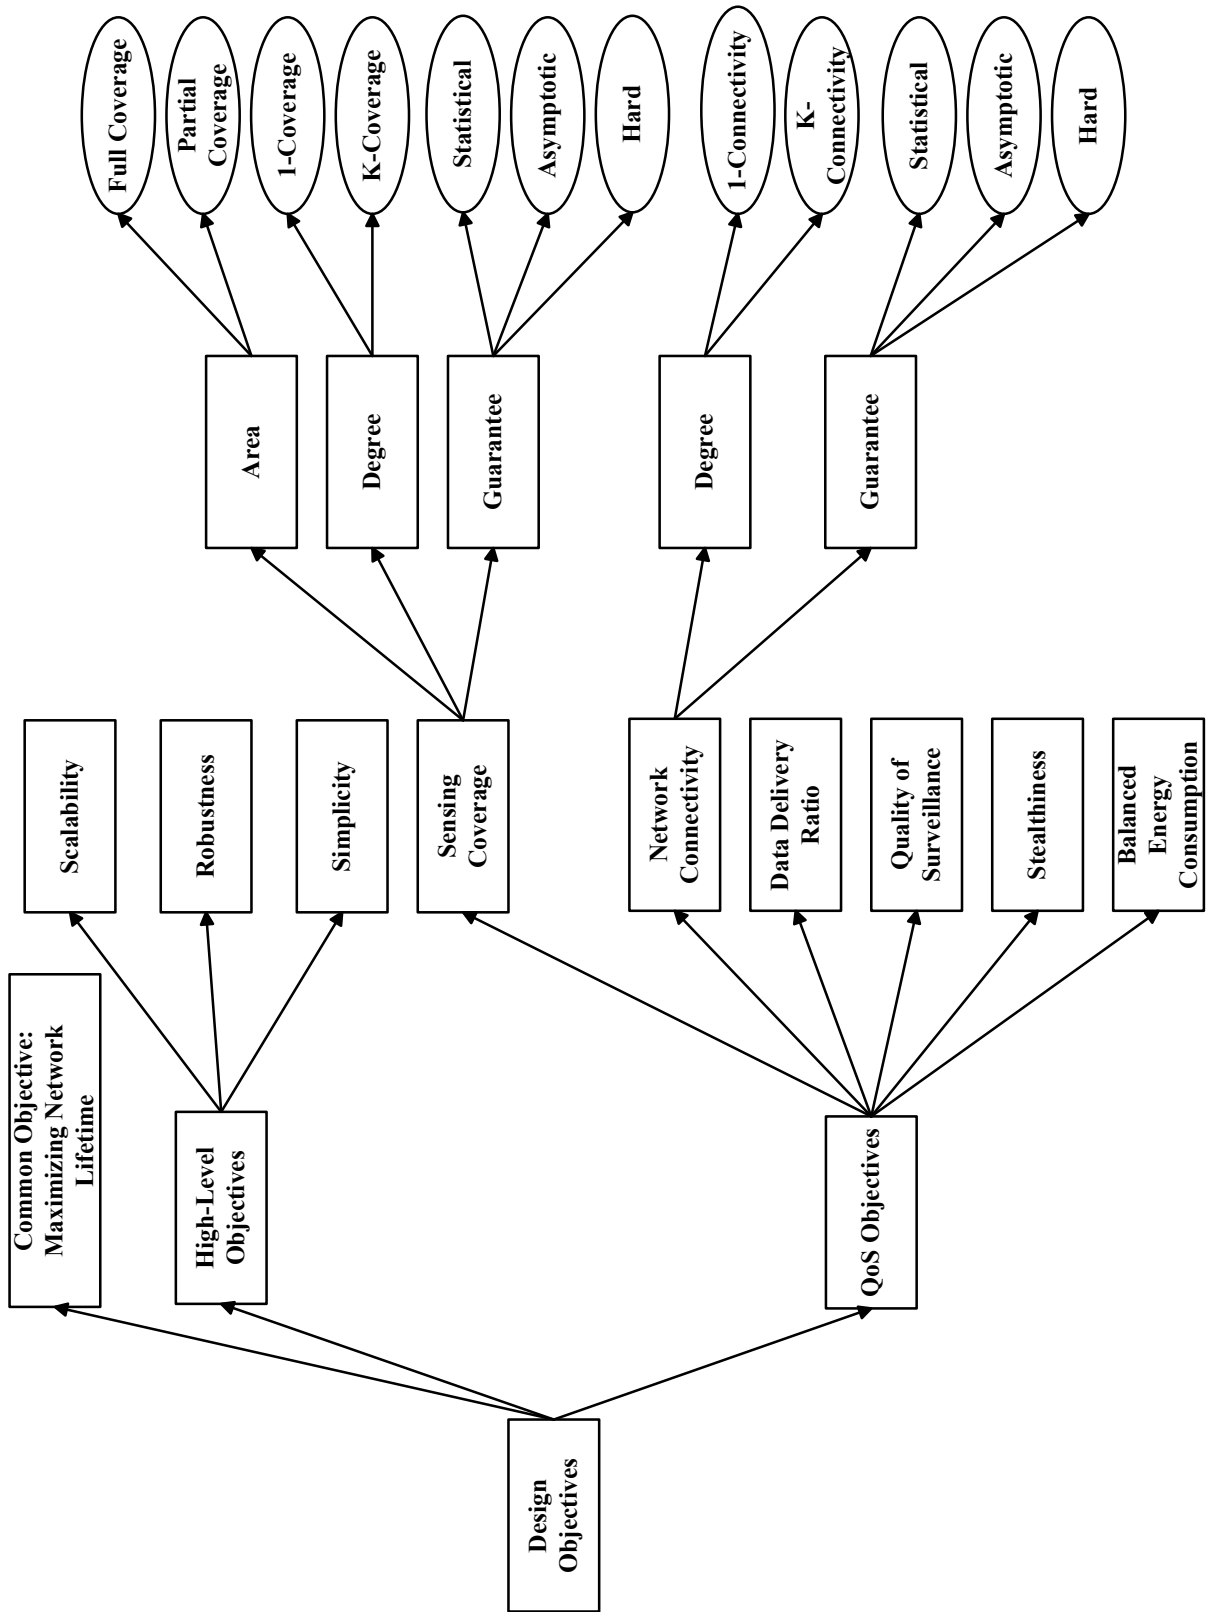 Design
Objectives
Common Objective:
Maximizing Network
Lifetime
High-Level
Objectives
QoS Objectives
Scalability
Robustness
Simplicity
Sensing
Coverage
Network
Connectivity
Data Delivery
Ratio
Quality of
Surveillance
Stealthiness
Balanced
Energy
Consumption
Area
Degree
Guarantee
Degree
Guarantee
Full Coverage
Partial
Coverage
1-Coverage
K-Coverage
Statistical
Asymptotic
Hard
1-Connectivity
K-
Connectivity
Statistical
Asymptotic
Hard